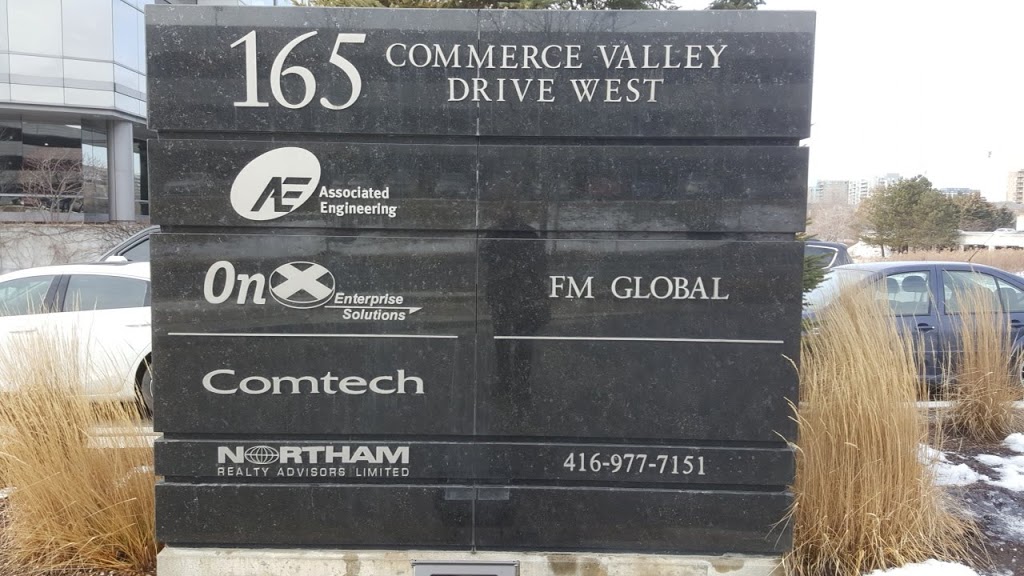 165 COMMERCE VALLEY
DRIVE WEST
AE Associated
Engineering
OnX Enterprise
Solutions
FM GLOBAL
Comtech
NORTHAM
REALTY ADVISORS LIMITED
416-977-7151